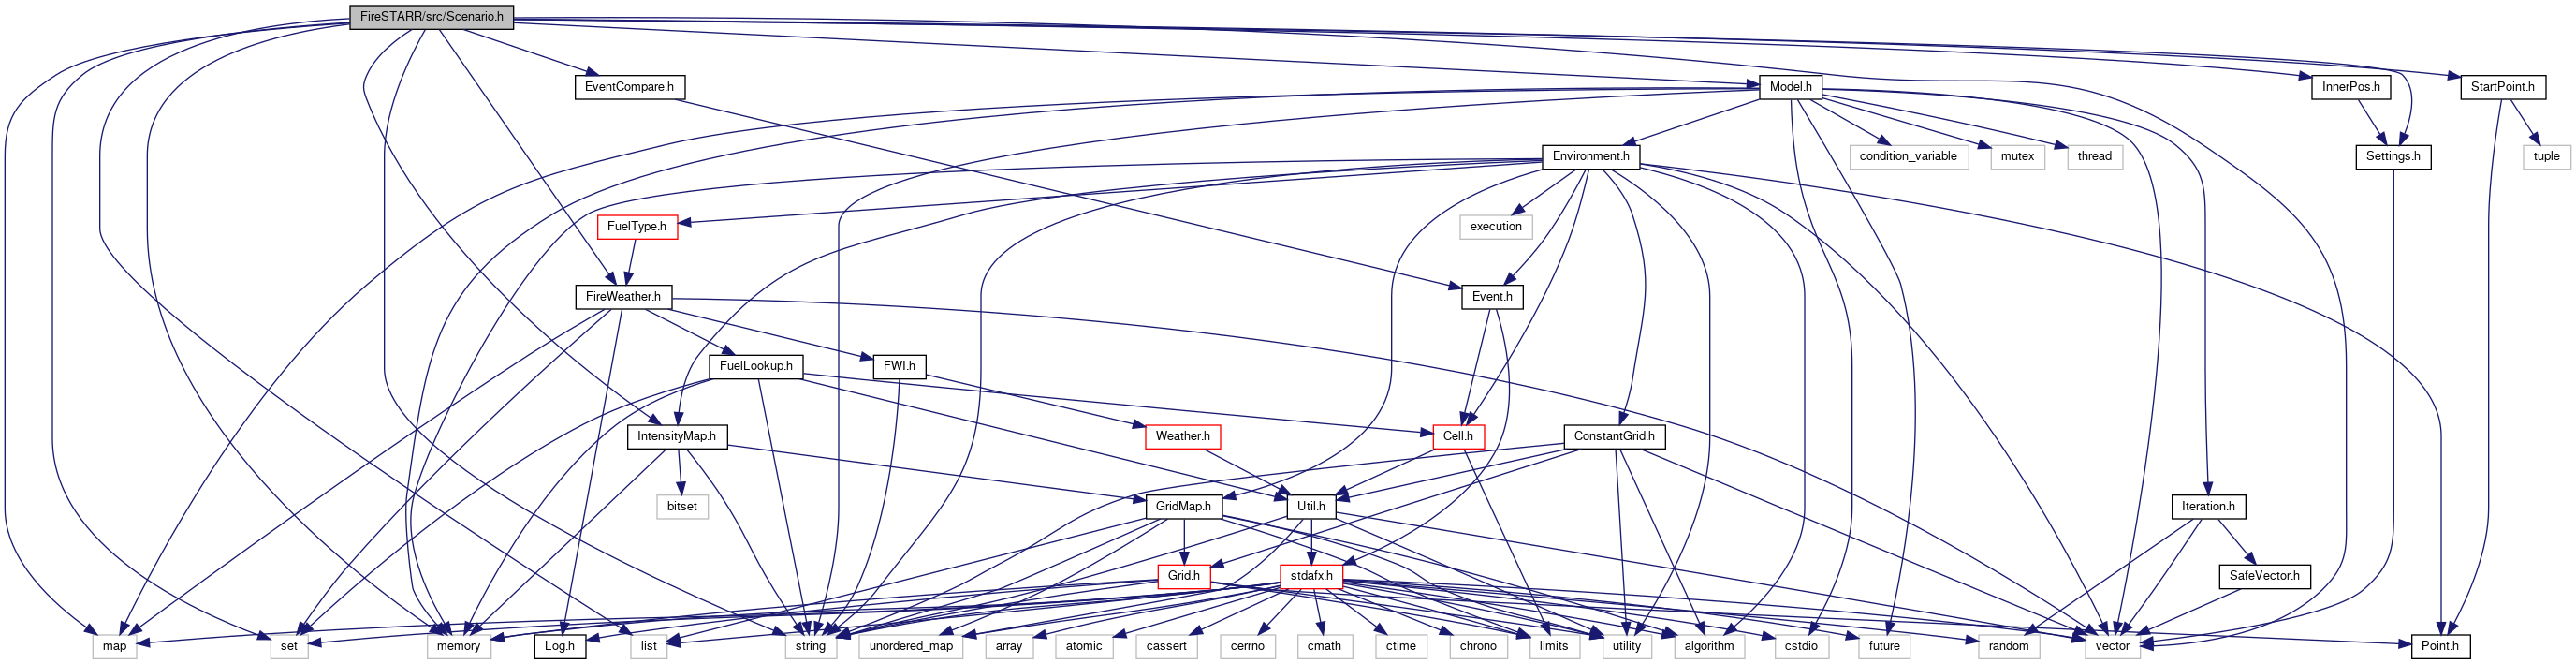 FireSTARR/src/Scenario.h
EventCompare.h
Model.h
InnerPos.h
StartPoint.h
Environment.h
condition_variable
mutex
thread
Settings.h
tuple
FuelType.h
execution
FireWeather.h
Event.h
FuelLookup.h
FWI.h
IntensityMap.h
Weather.h
Cell.h
ConstantGrid.h
bitset
GridMap.h
Util.h
Iteration.h
Grid.h
stdafx.h
SafeVector.h
map
set
memory
Log.h
list
string
unordered_map
array
atomic
cassert
cerrno
cmath
ctime
chrono
limits
utility
algorithm
cstdio
future
random
vector
Point.h